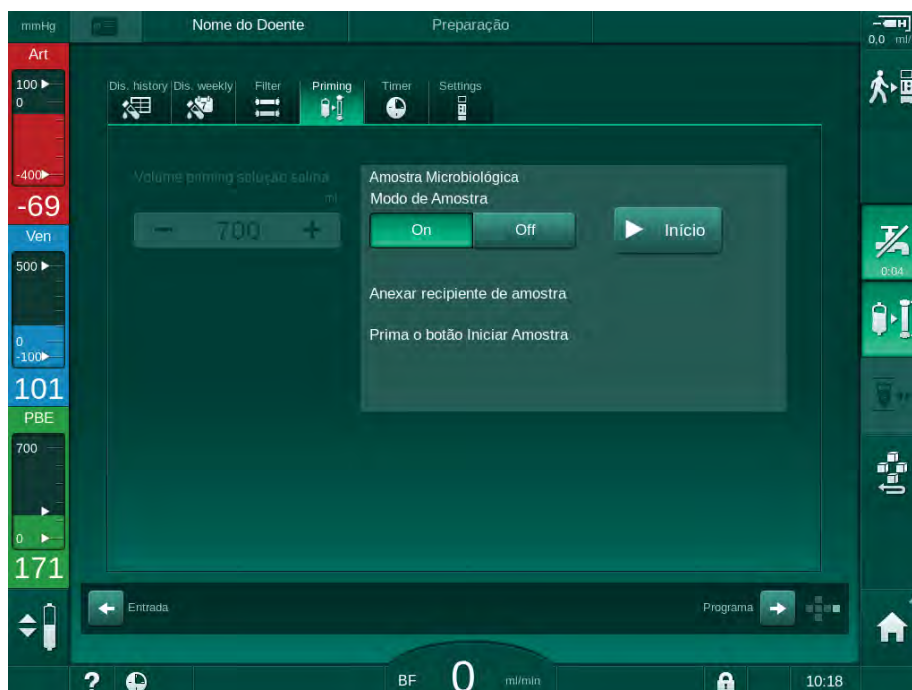 mmHg
Nome do Doente
Preparação
0,0 ml/
Art
100
0
-400
-69
Ven
500
0
-100
101
PBE
700
0
171
Dis. history
Dis. weekly
Filter
Priming
Timer
Settings
Volume priming solução salina
ml
− 700 +
Amostra Microbiológica
Modo de Amostra
On
Off
Início
Anexar recipiente de amostra
Prima o botão Iniciar Amostra
0:04
Entrada
Programa
? BF 0 ml/min 10:18